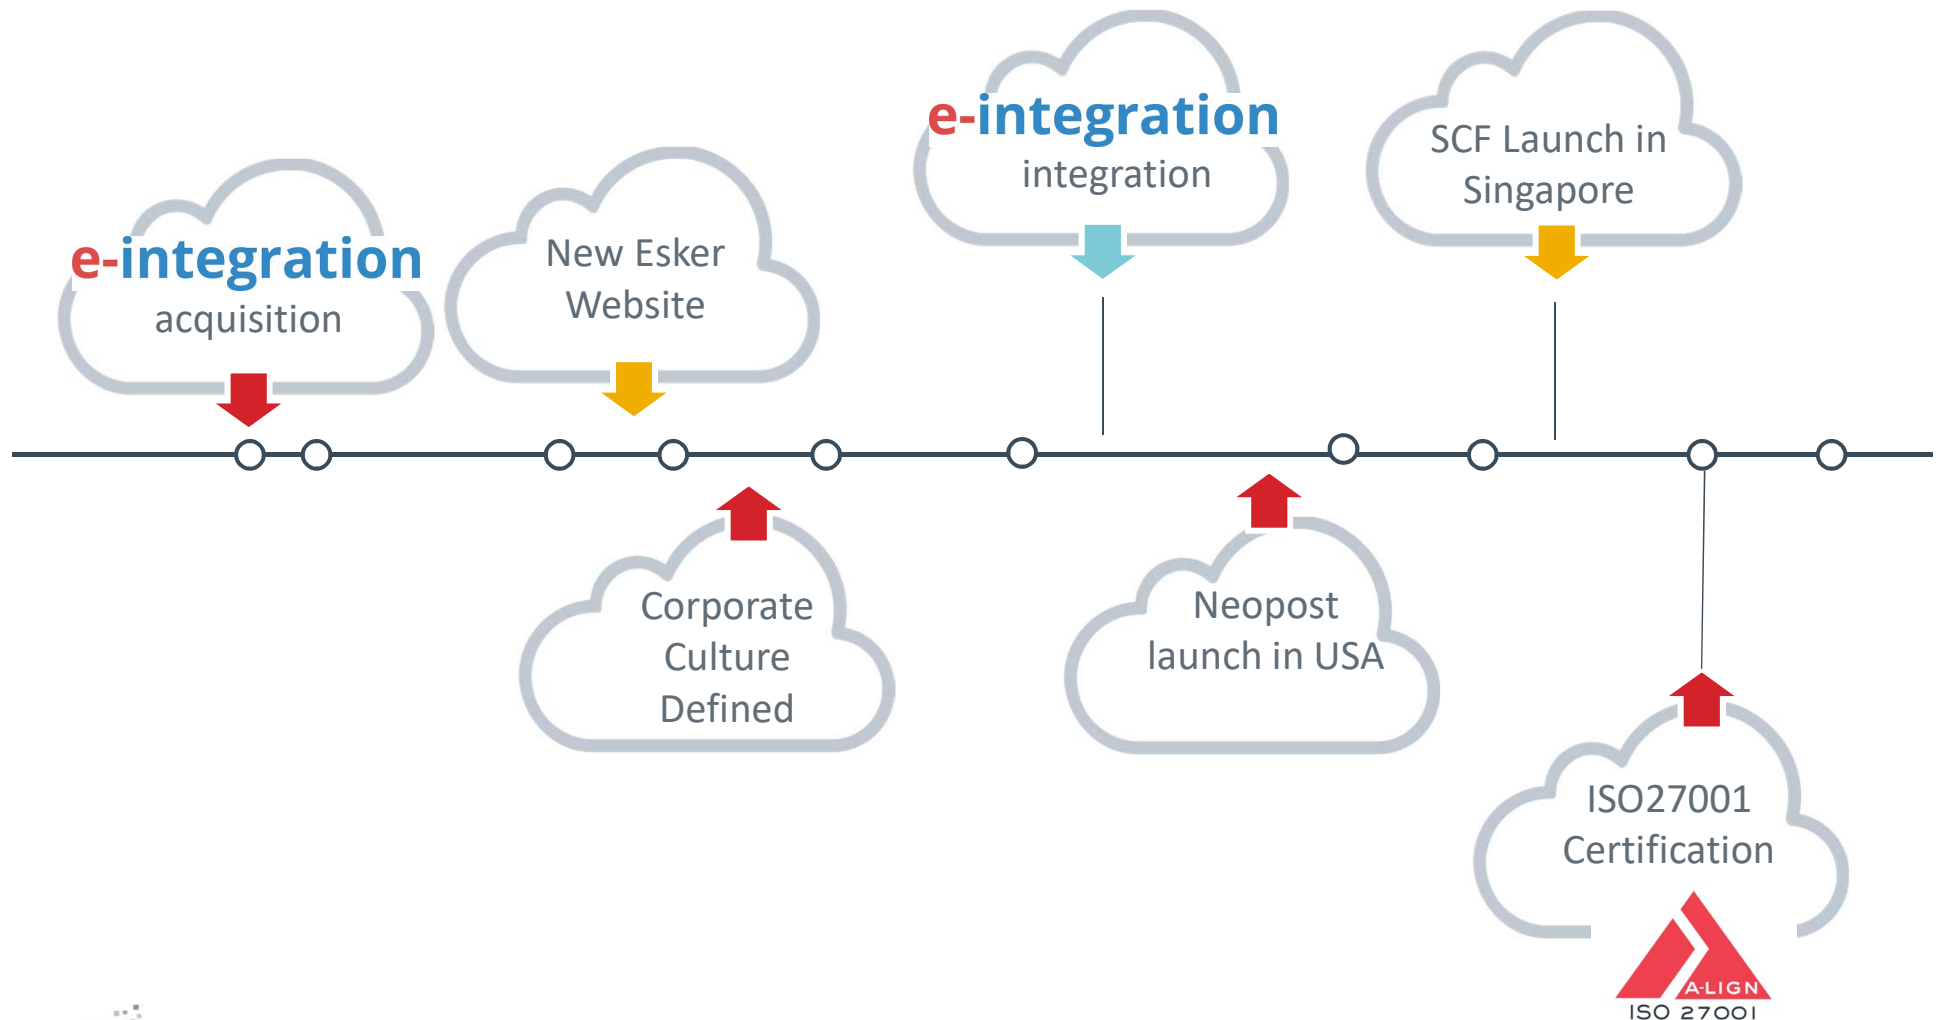 e-integration
acquisition
New Esker
Website
e-integration
integration
SCF Launch in
Singapore
Corporate
Culture
Defined
Neopost
launch in USA
ISO27001
Certification
A-LIGN
ISO 27001